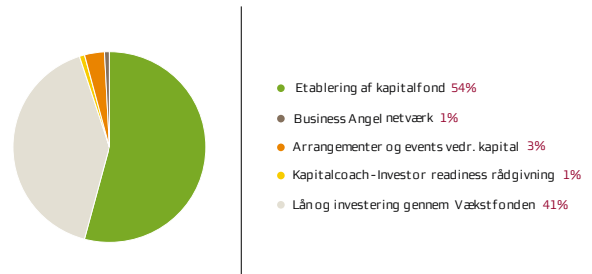 Etablering af kapitalfond 54%
Business Angel netværk 1%
Arrangementer og events vedr. kapital 3%
Kapitalcoach - Investor readiness rådgivning 1%
Lån og investering gennem Vækstfonden 41%